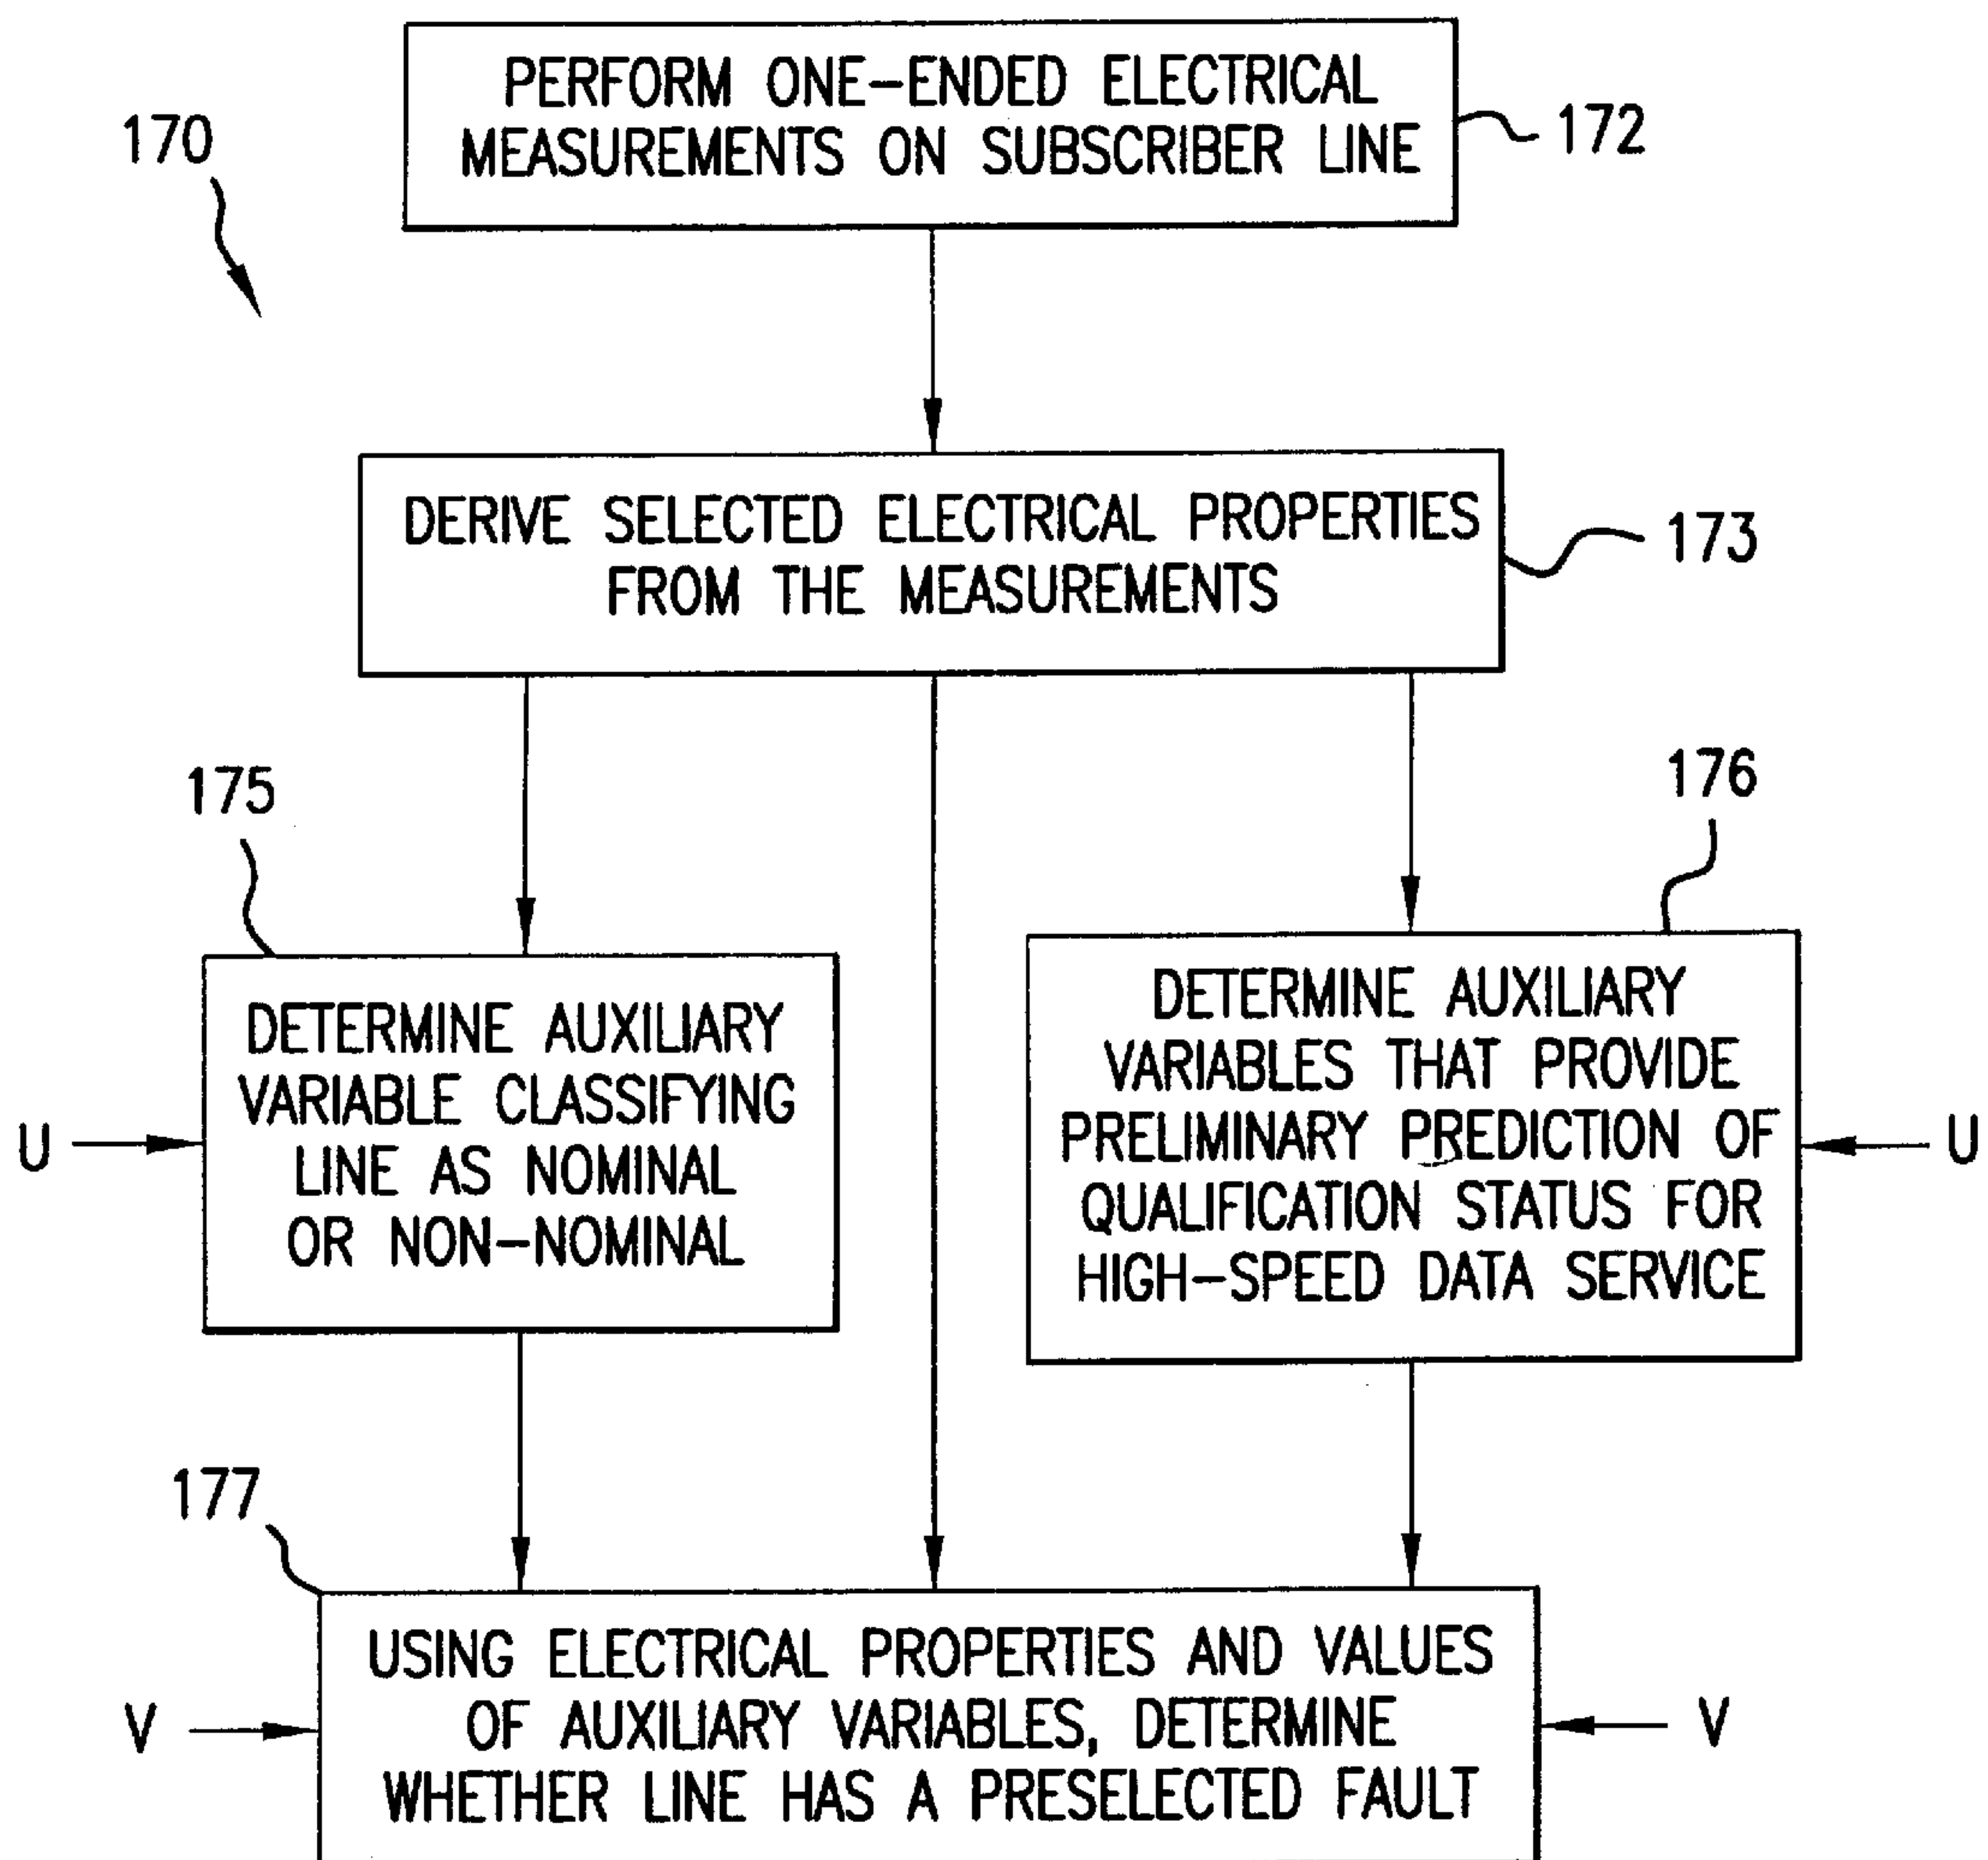 PERFORM ONE-ENDED ELECTRICAL
MEASUREMENTS ON SUBSCRIBER LINE
172
170
DERIVE SELECTED ELECTRICAL PROPERTIES
FROM THE MEASUREMENTS
173
175
176
DETERMINE AUXILIARY
VARIABLE CLASSIFYING
LINE AS NOMINAL
OR NON-NOMINAL
U
DETERMINE AUXILIARY
VARIABLES THAT PROVIDE
PRELIMINARY PREDICTION OF
QUALIFICATION STATUS FOR
HIGH-SPEED DATA SERVICE
U
177
USING ELECTRICAL PROPERTIES AND VALUES
OF AUXILIARY VARIABLES, DETERMINE
WHETHER LINE HAS A PRESELECTED FAULT
V
V